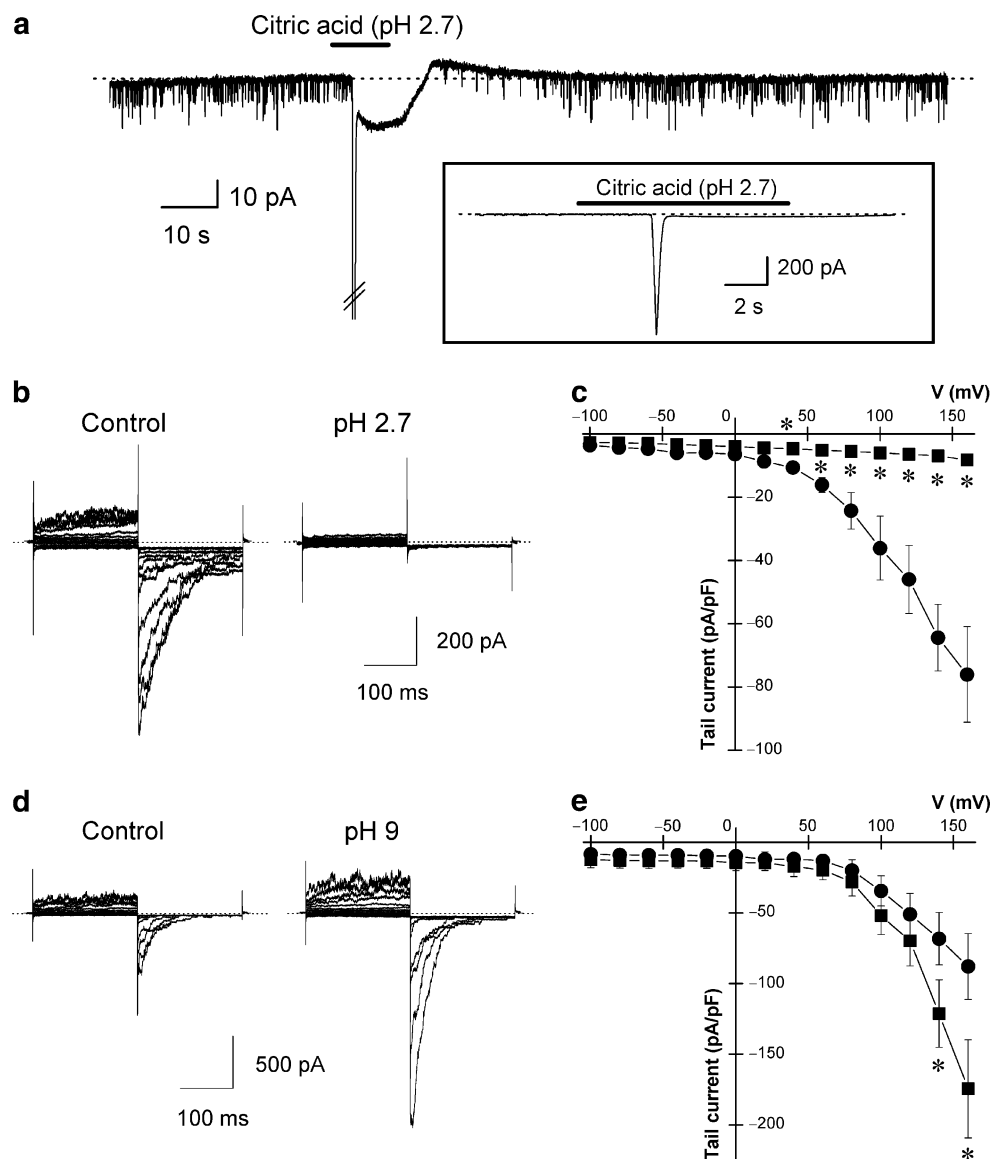 a
Citric acid (pH 2.7)
10 pA
10 s
Citric acid (pH 2.7)
200 pA
2 s
b
Control
pH 2.7
200 pA
100 ms
c
V (mV)
−100
−50
0
50
100
150
*
* * * * * *
−20
−40
−60
−80
−100
Tail current (pA/pF)
d
Control
pH 9
500 pA
100 ms
e
V (mV)
−100
−50
0
50
100
150
−50
−100
−150
−200
*
*
Tail current (pA/pF)